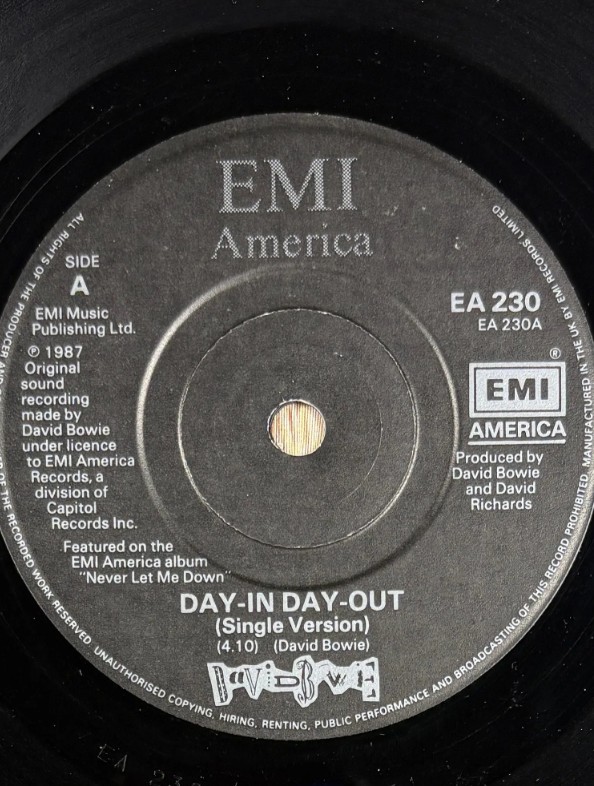 EMI
America
SIDE
A
EMI Music
Publishing Ltd.
℗ 1987
Original
sound
recording
made by
David Bowie
under licence
to EMI America
Records, a
division of
Capitol
Records Inc.
Featured on the
EMI America album
"Never Let Me Down"
EA 230
EA 230A
®
EMI
AMERICA
Produced by
David Bowie
and David
Richards
DAY-IN DAY-OUT
(Single Version)
(4.10) (David Bowie)
ALL RIGHTS OF THE PRODUCER AND OF THE RECORDED WORK RESERVED. UNAUTHORISED COPYING, HIRING, RENTING, PUBLIC PERFORMANCE AND BROADCASTING OF THIS RECORD PROHIBITED. MANUFACTURED IN THE UK BY EMI RECORDS LIMITED
EA